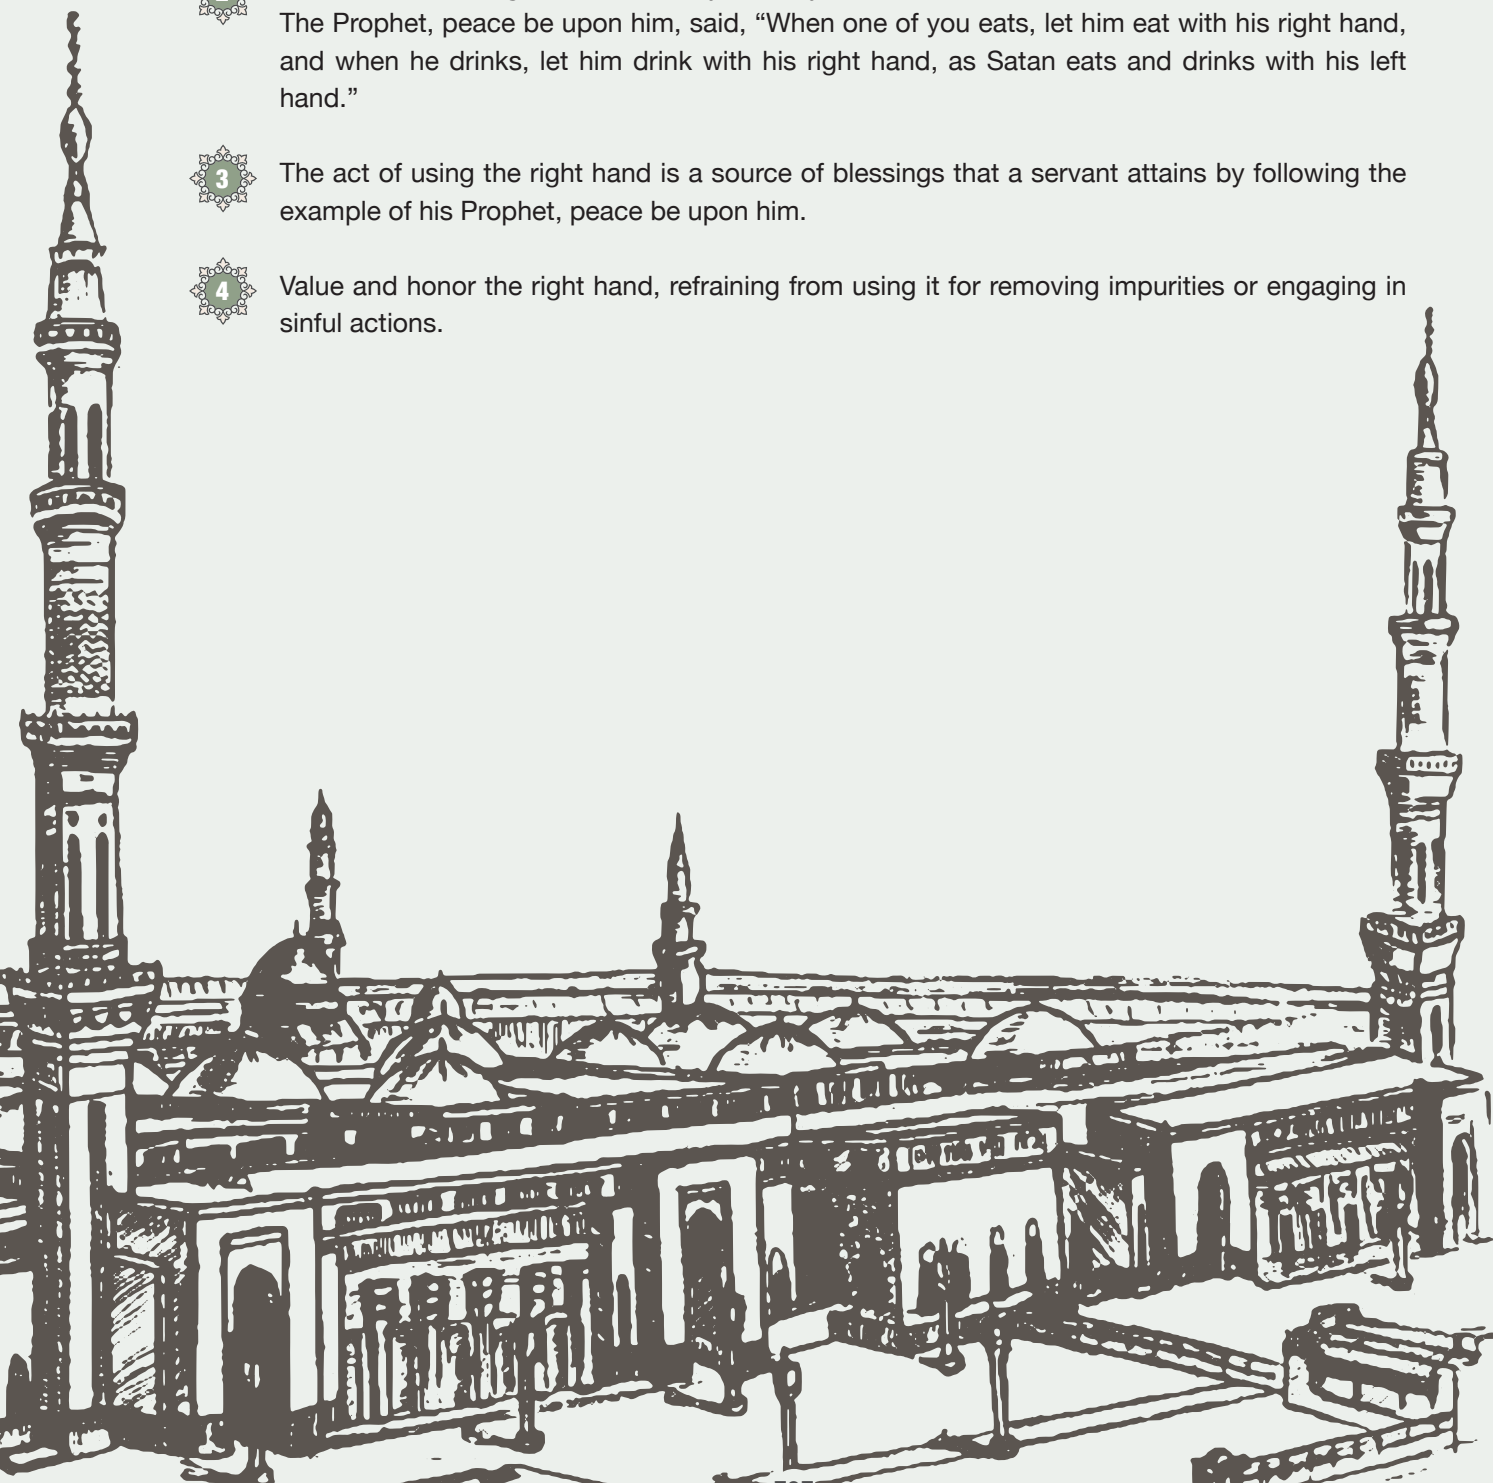 The Prophet, peace be upon him, said, “When one of you eats, let him eat with his right hand,
and when he drinks, let him drink with his right hand, as Satan eats and drinks with his left
hand.”
3 The act of using the right hand is a source of blessings that a servant attains by following the
example of his Prophet, peace be upon him.
4 Value and honor the right hand, refraining from using it for removing impurities or engaging in
sinful actions.